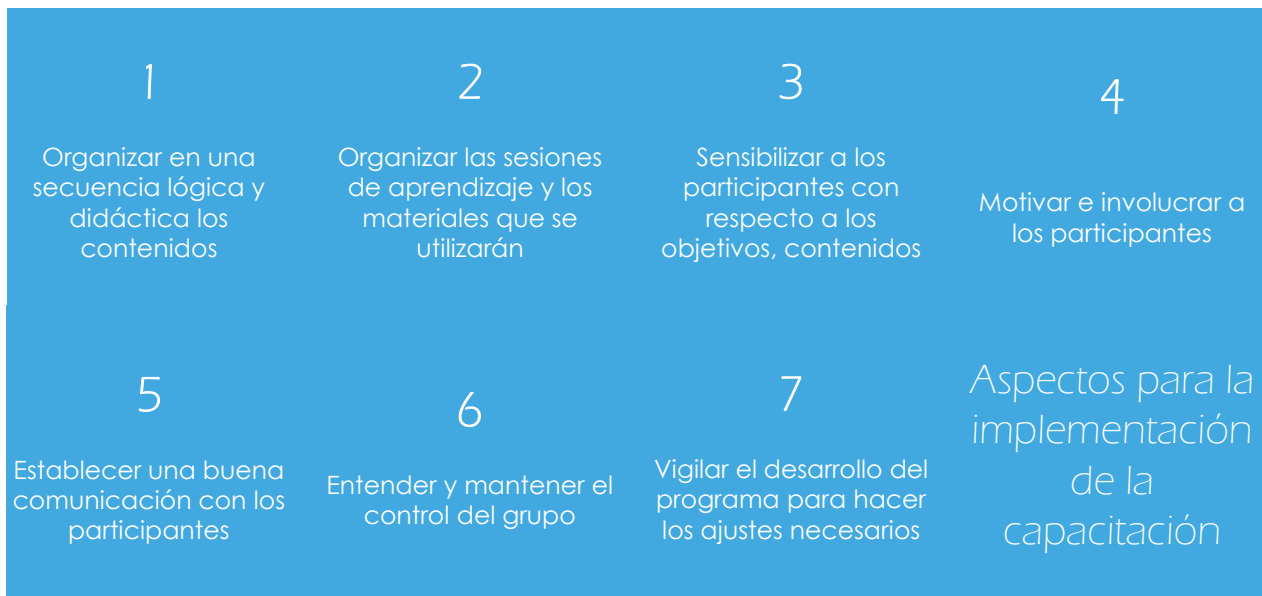 1
Organizar en una
secuencia lógica y
didáctica los
contenidos
2
Organizar las sesiones
de aprendizaje y los
materiales que se
utilizarán
3
Sensibilizar a los
participantes con
respecto a los
objetivos, contenidos
4
Motivar e involucrar a
los participantes
5
Establecer una buena
comunicación con los
participantes
6
Entender y mantener el
control del grupo
7
Vigilar el desarrollo del
programa para hacer
los ajustes necesarios
Aspectos para la
implementación
de la
capacitación